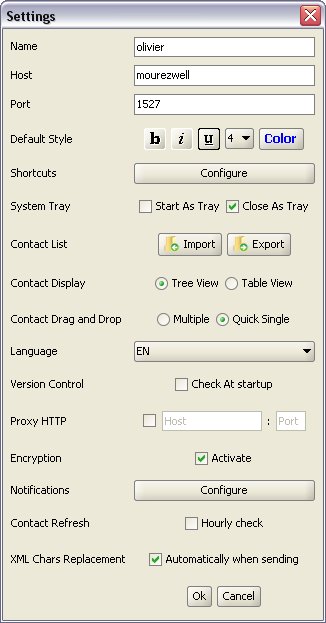 Settings
Name olivier
Host mourezwell
Port 1527
Default Style b i u 4 Color
Shortcuts Configure
System Tray Start As Tray Close As Tray
Contact List Import Export
Contact Display Tree View Table View
Contact Drag and Drop Multiple Quick Single
Language EN
Version Control Check At startup
Proxy HTTP Host : Port
Encryption Activate
Notifications Configure
Contact Refresh Hourly check
XML Chars Replacement Automatically when sending
Ok Cancel